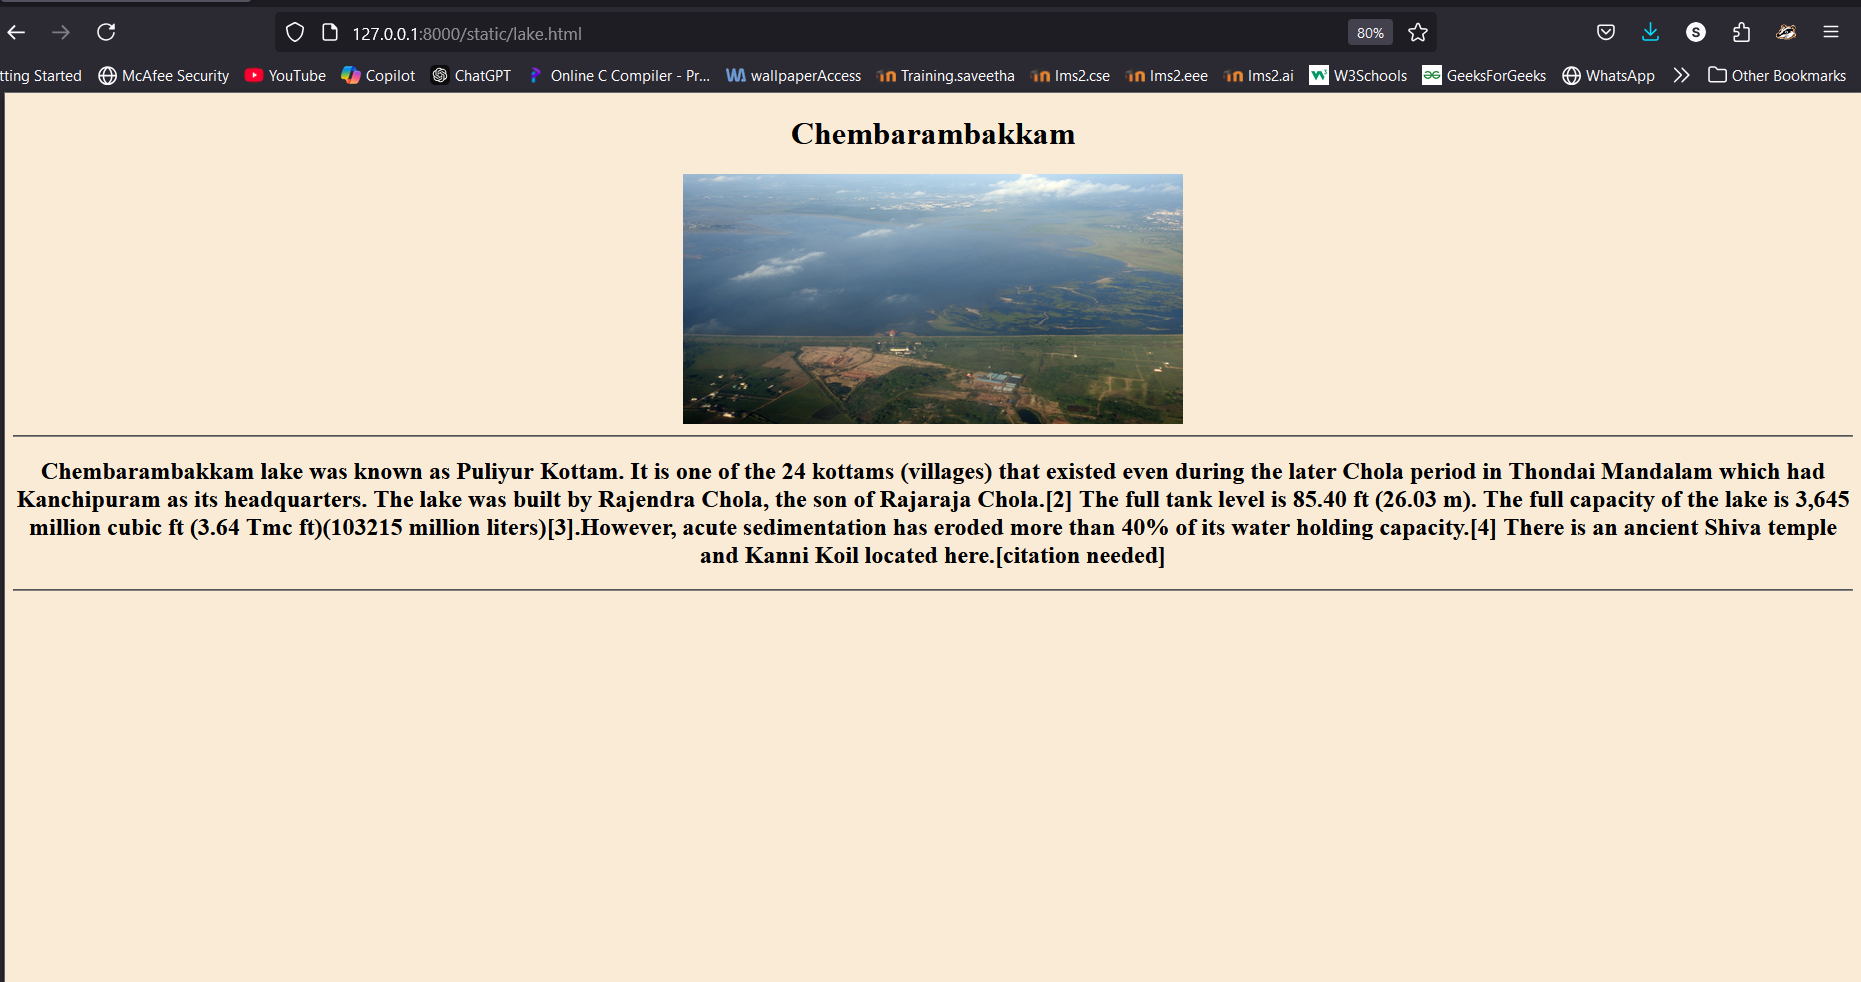 127.0.0.1:8000/static/lake.html
80%
S
tting Started
McAfee Security
YouTube
Copilot
ChatGPT
Online C Compiler - Pr...
wallpaperAccess
Training.saveetha
lms2.cse
lms2.eee
lms2.ai
W3Schools
GeeksForGeeks
WhatsApp
Other Bookmarks
Chembarambakkam
Chembarambakkam lake was known as Puliyur Kottam. It is one of the 24 kottams (villages) that existed even during the later Chola period in Thondai Mandalam which had
Kanchipuram as its headquarters. The lake was built by Rajendra Chola, the son of Rajaraja Chola.[2] The full tank level is 85.40 ft (26.03 m). The full capacity of the lake is 3,645
million cubic ft (3.64 Tmc ft)(103215 million liters)[3].However, acute sedimentation has eroded more than 40% of its water holding capacity.[4] There is an ancient Shiva temple
and Kanni Koil located here.[citation needed]